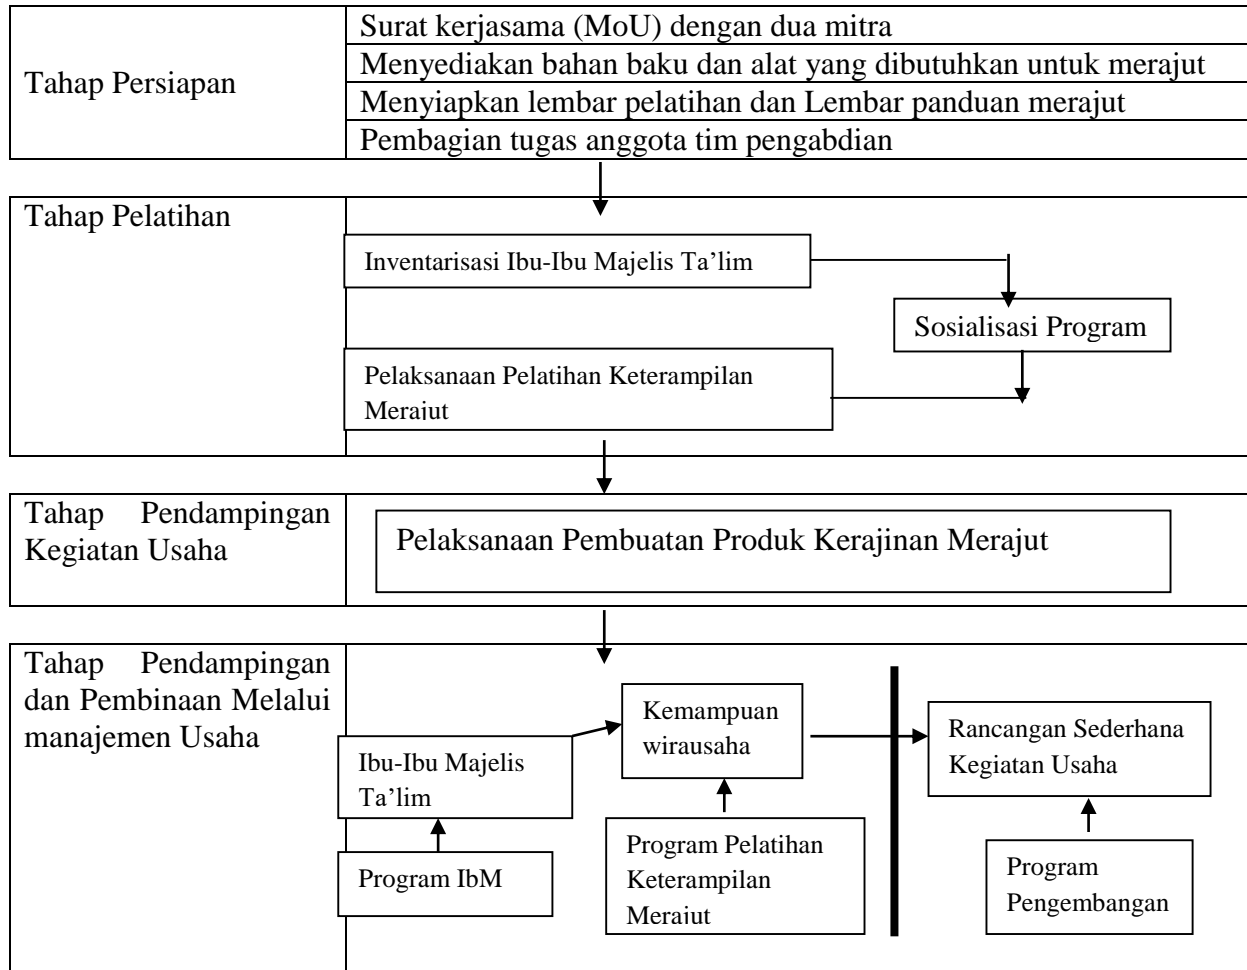 Tahap Persiapan
Surat kerjasama (MoU) dengan dua mitra
Menyediakan bahan baku dan alat yang dibutuhkan untuk merajut
Menyiapkan lembar pelatihan dan Lembar panduan merajut
Pembagian tugas anggota tim pengabdian
Tahap Pelatihan
Inventarisasi Ibu-Ibu Majelis Ta’lim
Sosialisasi Program
Pelaksanaan Pelatihan Keterampilan
Merajut
Tahap Pendampingan
Kegiatan Usaha
Pelaksanaan Pembuatan Produk Kerajinan Merajut
Tahap Pendampingan
dan Pembinaan Melalui
manajemen Usaha
Ibu-Ibu Majelis
Ta’lim
Program IbM
Kemampuan
wirausaha
Program Pelatihan
Keterampilan
Merajut
Rancangan Sederhana
Kegiatan Usaha
Program
Pengembangan